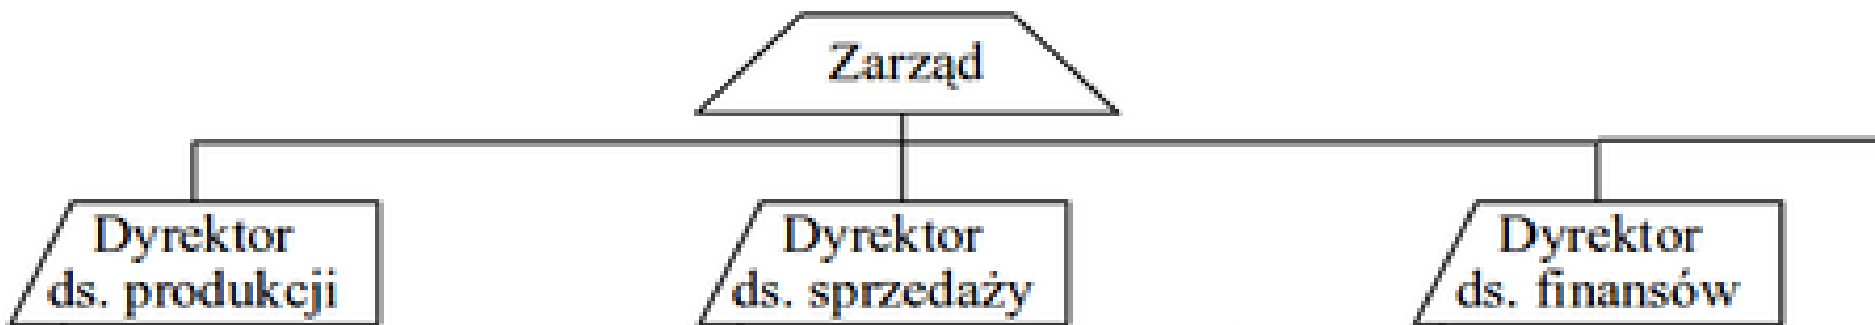 Zarząd
Dyrektor
ds. produkcji
Dyrektor
ds. sprzedaży
Dyrektor
ds. finansów